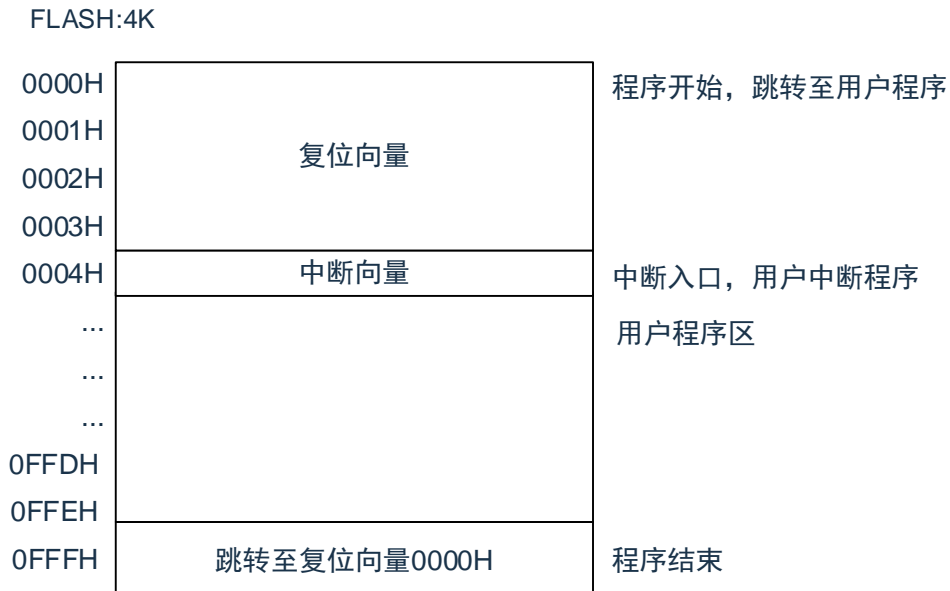 FLASH:4K
0000H 程序开始，跳转至用户程序
0001H
复位向量
0002H
0003H
0004H 中断向量 中断入口，用户中断程序
... 用户程序区
...
...
0FFDH
0FFEH
0FFFH 跳转至复位向量0000H 程序结束